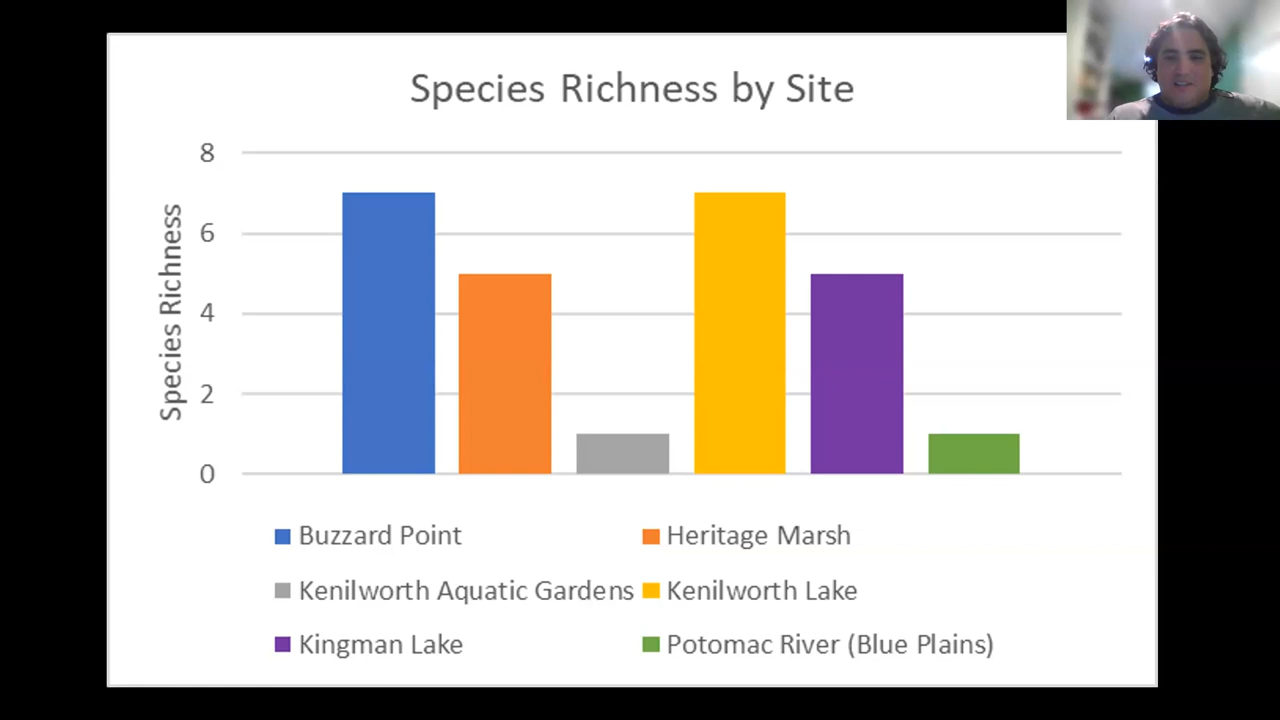 Species Richness by Site
8
6
4
2
0
Species Richness
Buzzard Point
Heritage Marsh
Kenilworth Aquatic Gardens
Kenilworth Lake
Kingman Lake
Potomac River (Blue Plains)